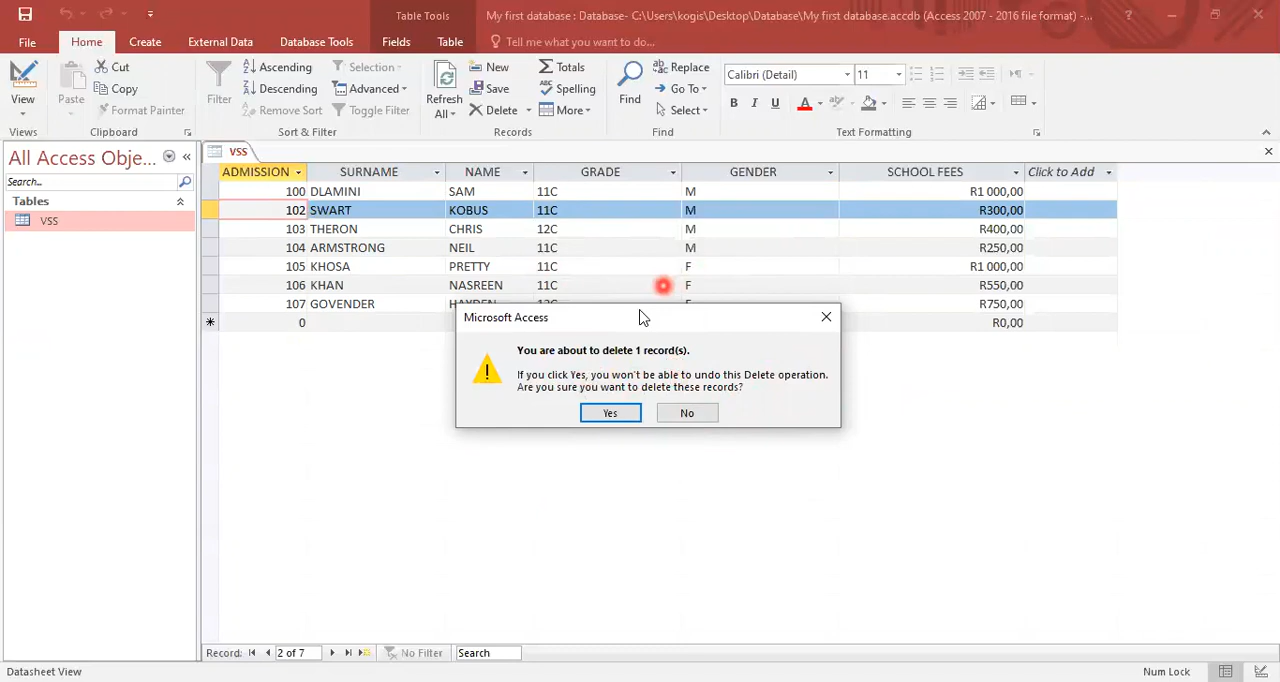 Table Tools
My first database : Database- C:\Users\kogis\Desktop\Database\My first database.accdb (Access 2007 - 2016 file format) -...
File Home Create External Data Database Tools Fields Table Tell me what you want to do...
View
Views
Paste
Cut
Copy
Format Painter
Clipboard
Filter
Ascending
Descending
Remove Sort
Selection
Advanced
Toggle Filter
Sort & Filter
Refresh
All
New
Save
Delete
Totals
Spelling
More
Records
Find
Replace
Go To
Select
Find
Calibri (Detail) 11
B I U A
Text Formatting
All Access Obje...
Search...
Tables
VSS
VSS
ADMISSION SURNAME NAME GRADE GENDER SCHOOL FEES Click to Add
100 DLAMINI SAM 11C M R1 000,00
102 SWART KOBUS 11C M R300,00
103 THERON CHRIS 12C M R400,00
104 ARMSTRONG NEIL 11C M R250,00
105 KHOSA PRETTY 11C F R1 000,00
106 KHAN NASREEN 11C F R550,00
107 GOVENDER R750,00
* 0 R0,00
Microsoft Access
You are about to delete 1 record(s).
If you click Yes, you won't be able to undo this Delete operation.
Are you sure you want to delete these records?
Yes No
Record: 2 of 7 No Filter Search
Datasheet View Num Lock